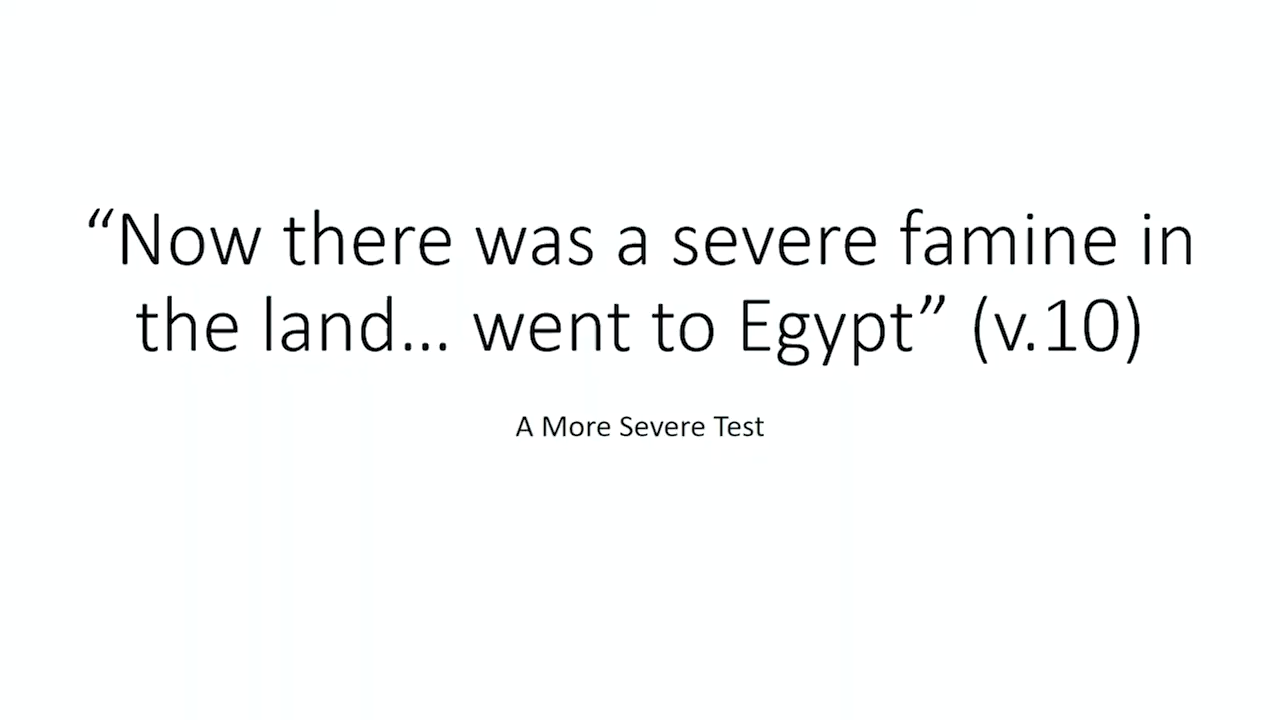 “Now there was a severe famine in
the land... went to Egypt” (v.10)
A More Severe Test